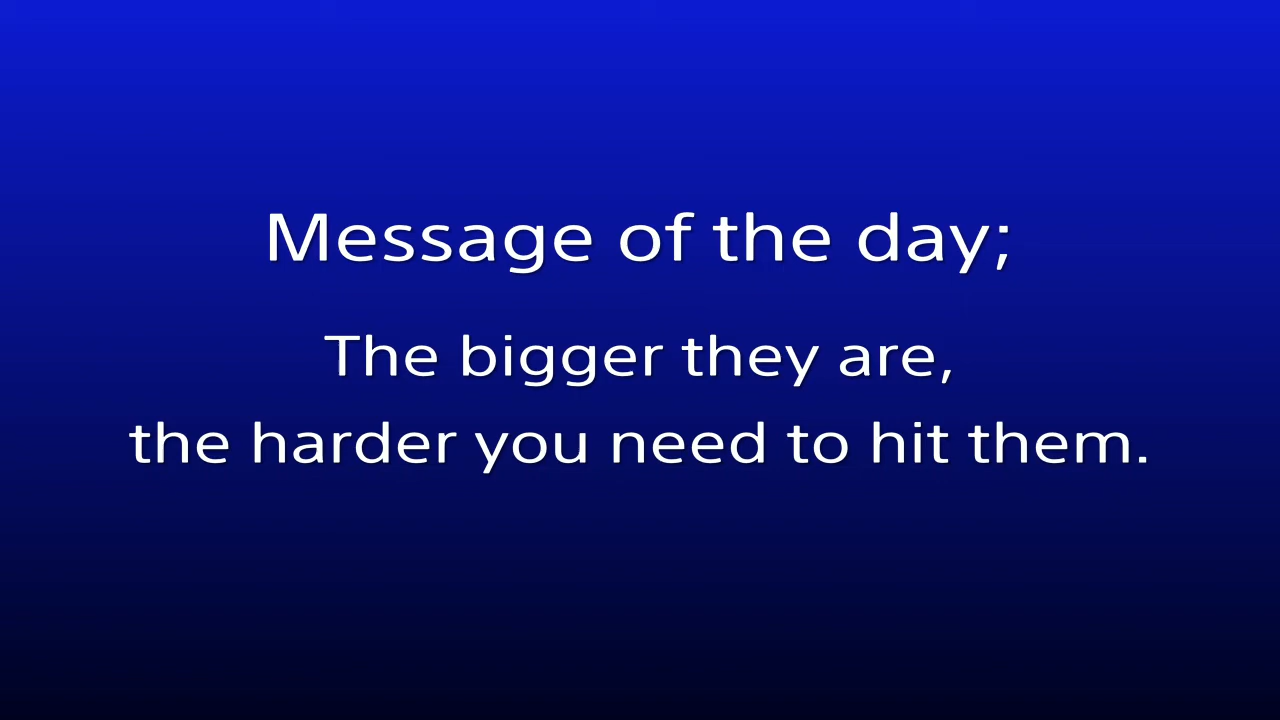 Message of the day;
The bigger they are,
the harder you need to hit them.